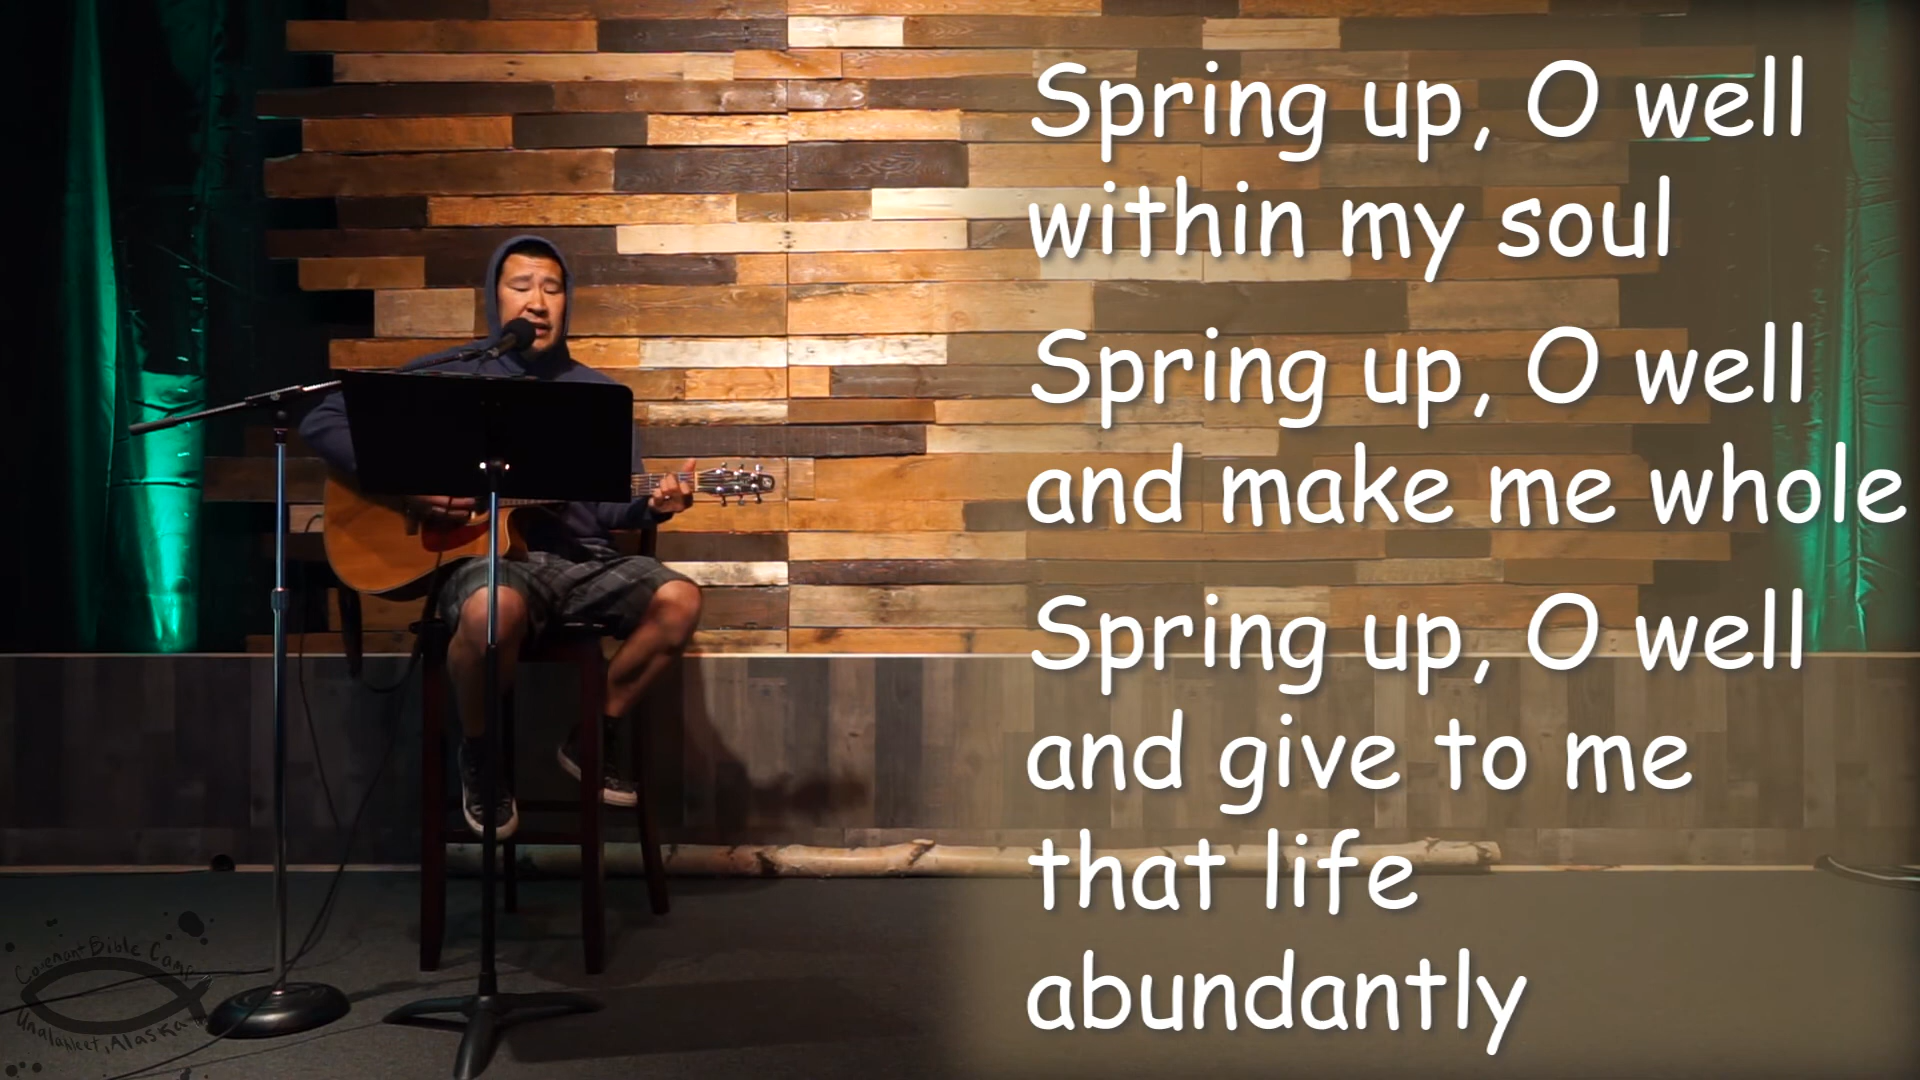 Spring up, O well
within my soul
Spring up, O well
and make me whole
Spring up, O well
and give to me
that life
abundantly
Covenant Bible Camp
Unalakleet, Alaska